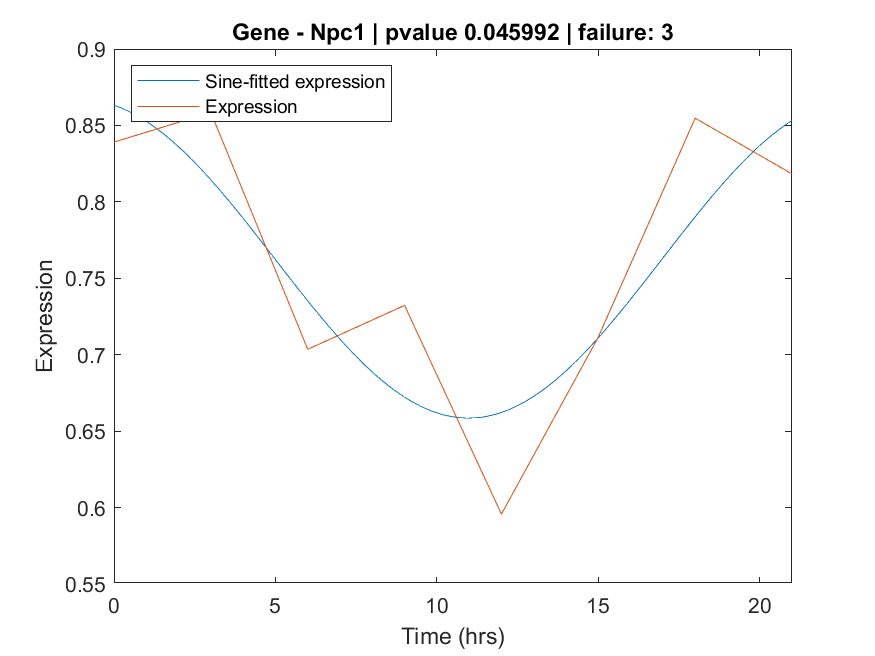 Gene - Npc1 | pvalue 0.045992 | failure: 3
Sine-fitted expression
Expression
0.9
0.85
0.8
0.75
0.7
0.65
0.6
0.55
Expression
0
5
10
15
20
Time (hrs)